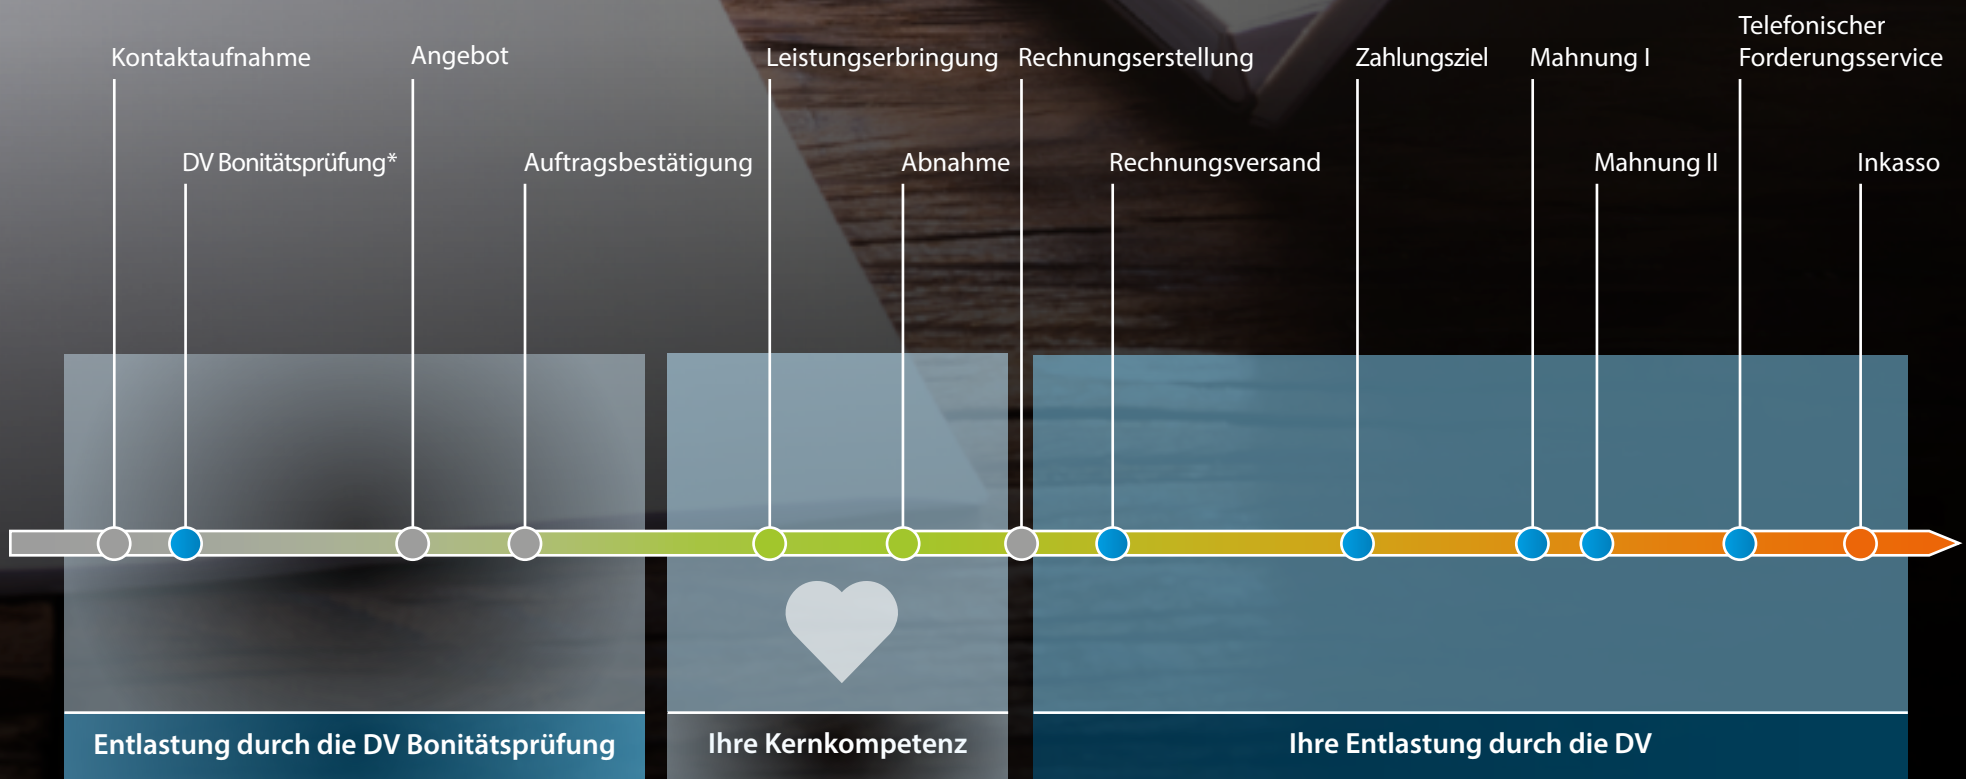 Kontaktaufnahme
Angebot
Leistungserbringung
Rechnungserstellung
Zahlungsziel
Mahnung I
Telefonischer
Forderungsservice
DV Bonitätsprüfung*
Auftragsbestätigung
Abnahme
Rechnungsversand
Mahnung II
Inkasso
Entlastung durch die DV Bonitätsprüfung
Ihre Kernkompetenz
Ihre Entlastung durch die DV